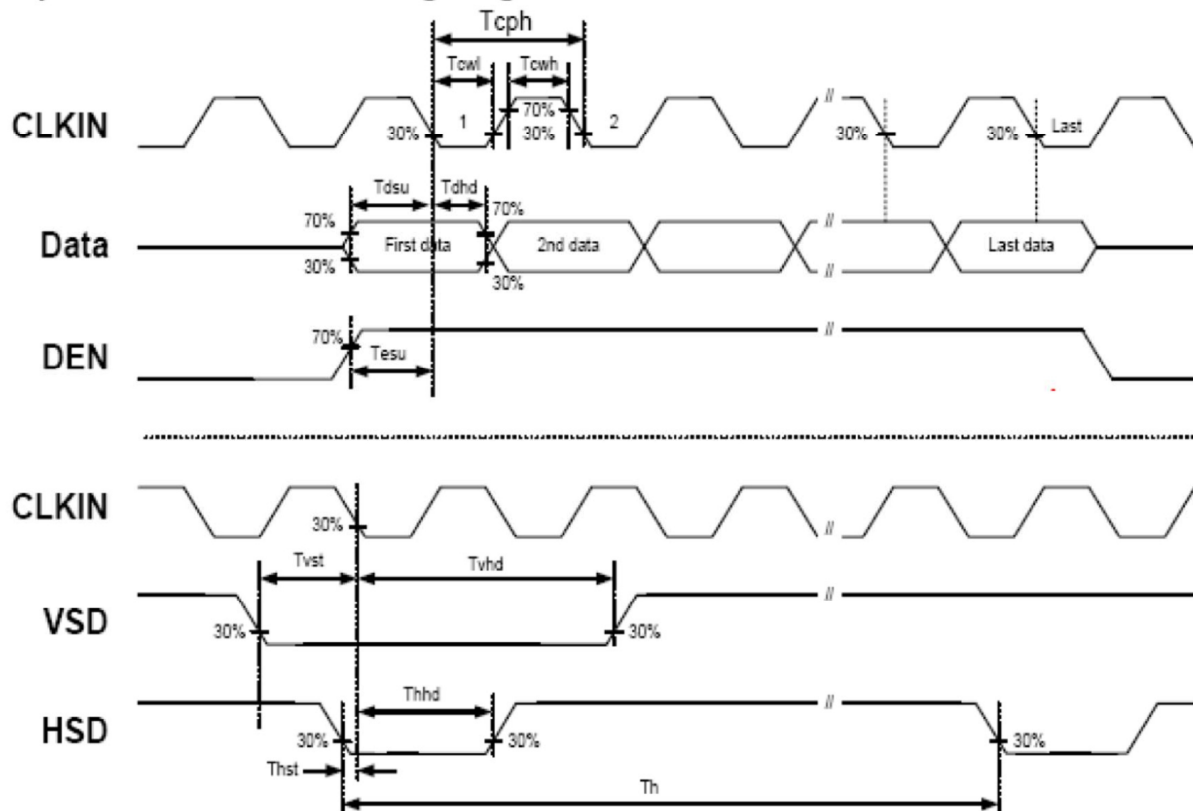 Tcph
Tcwl Tcwh
CLKIN 30% 1 70% 30% 2 // 30% 30% Last
Tdsu Tdhd
70% 70%
Data First data 2nd data // // Last data
30% 30%
DEN 70% //
Tesu
CLKIN 30% //
Tvst Tvhd
VSD 30% 30% //
Thhd
HSD 30% 30% // 30%
Thst
Th